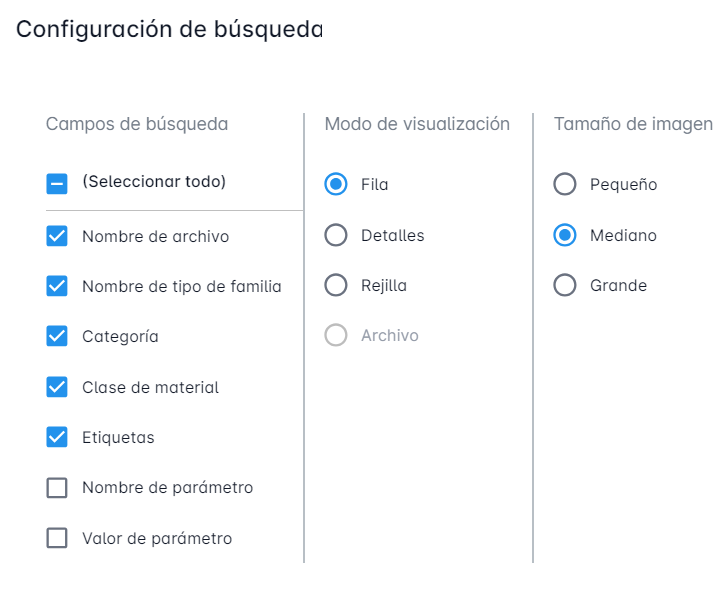 Configuración de búsqueda
Campos de búsqueda
(Seleccionar todo)
Nombre de archivo
Nombre de tipo de familia
Categoría
Clase de material
Etiquetas
Nombre de parámetro
Valor de parámetro
Modo de visualización
Fila
Detalles
Rejilla
Archivo
Tamaño de imagen
Pequeño
Mediano
Grande